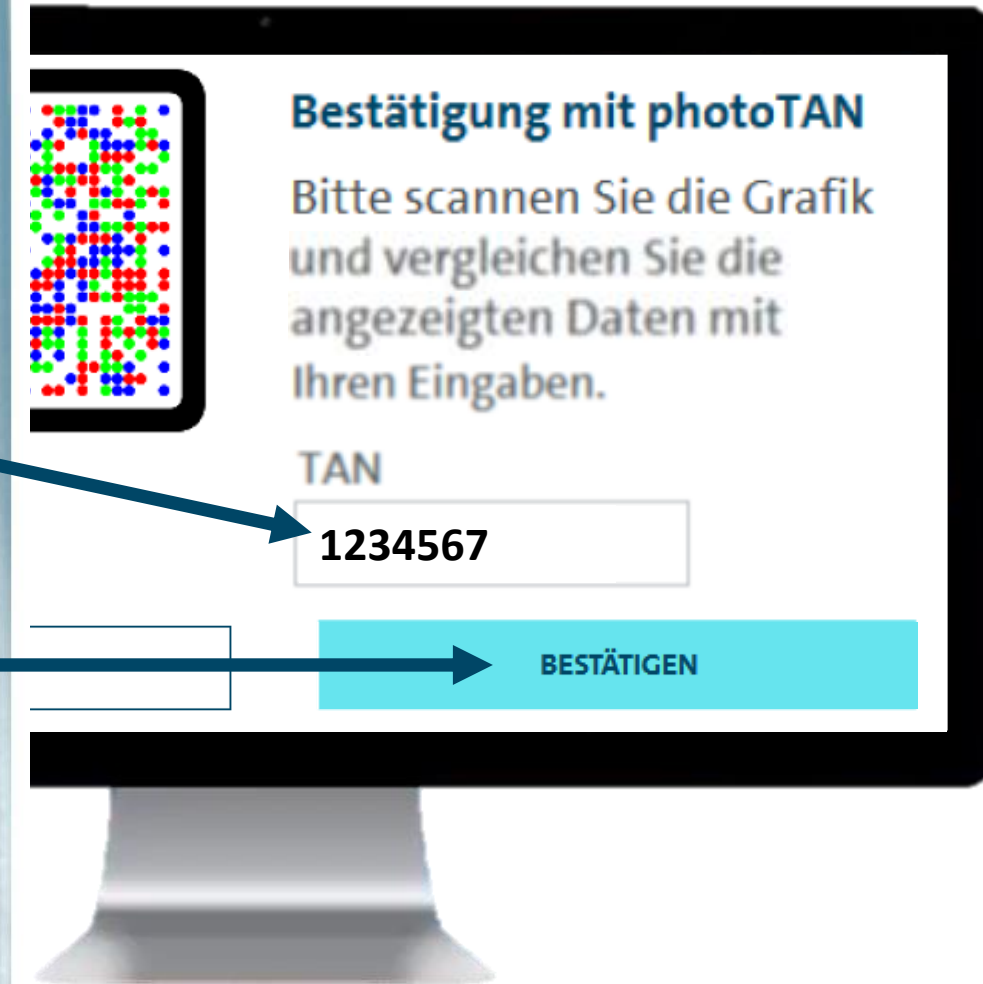 Bestätigung mit photoTAN
Bitte scannen Sie die Grafik
und vergleichen Sie die
angezeigten Daten mit
Ihren Eingaben.
TAN
1234567
BESTÄTIGEN